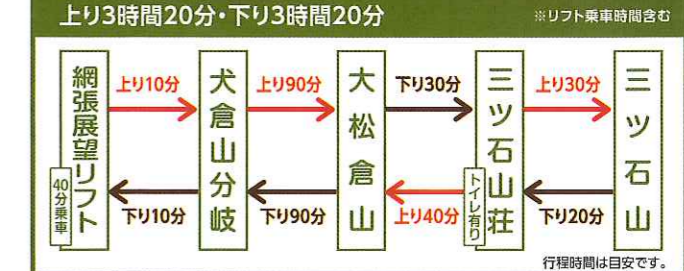 上り3時間20分・下り3時間20分
※リフト乗車時間含む
網張展望リフト
40分乗車
上り10分
下り10分
犬倉山分岐
上り90分
下り90分
大松倉山
下り30分
上り40分
三ツ石山荘
トイレ有り
上り30分
下り20分
三ツ石山
行程時間は目安です。